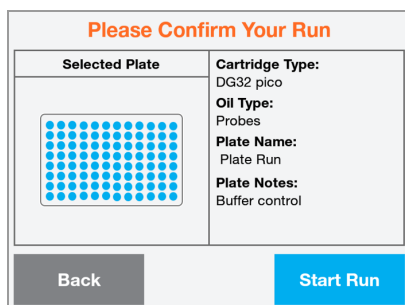 Please Confirm Your Run
Selected Plate
Cartridge Type:
DG32 pico
Oil Type:
Probes
Plate Name:
Plate Run
Plate Notes:
Buffer control
Back
Start Run